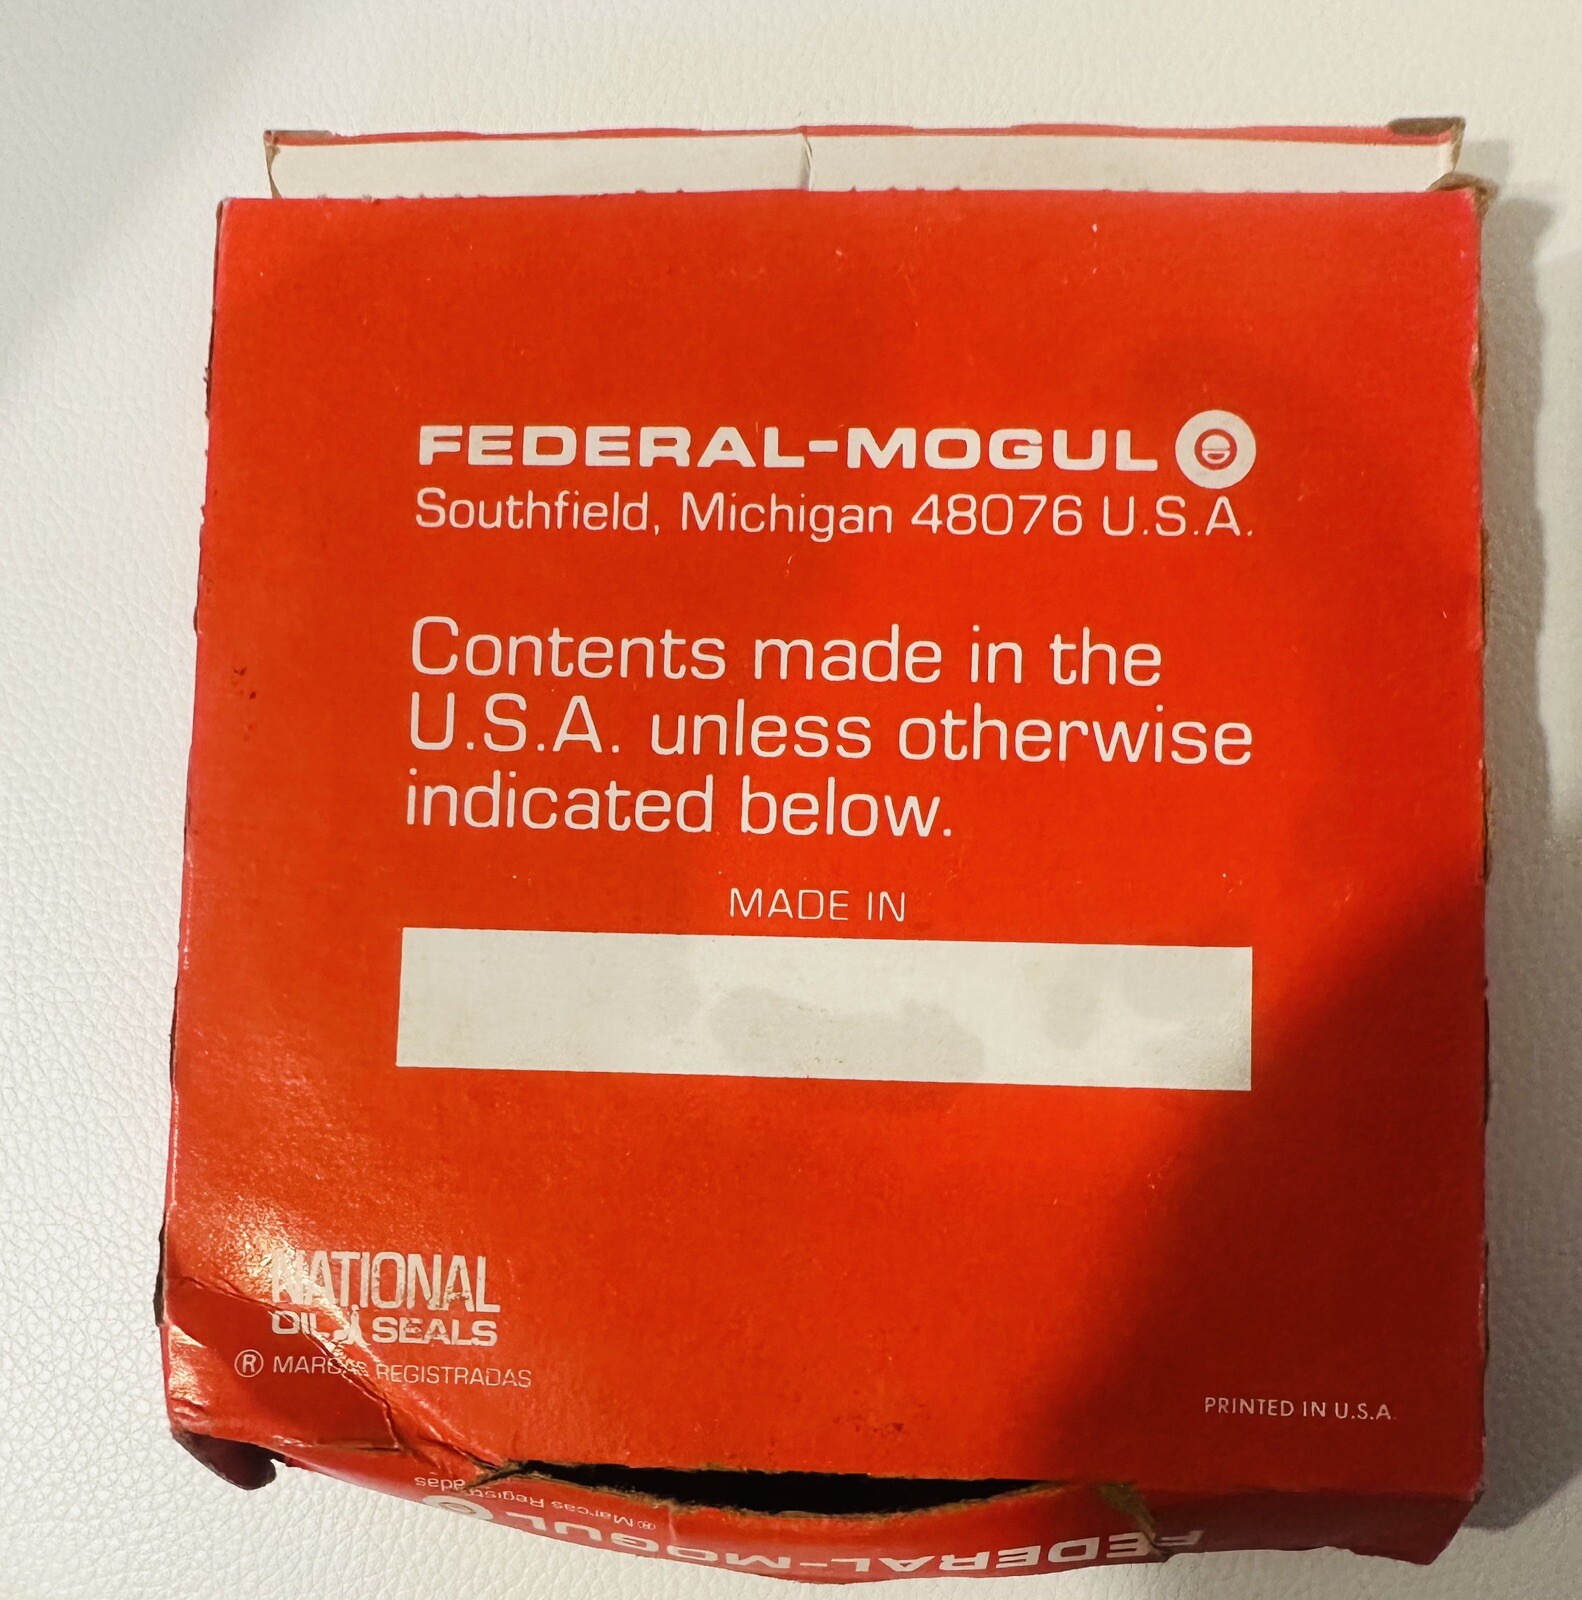 FEDERAL-MOGUL
Southfield, Michigan 48076 U.S.A.
Contents made in the
U.S.A. unless otherwise
indicated below.
MADE IN
NATIONAL
OIL SEALS
® MARCAS REGISTRADAS
PRINTED IN U.S.A.
® Marcas Registradas
FEDERAL-MOGUL